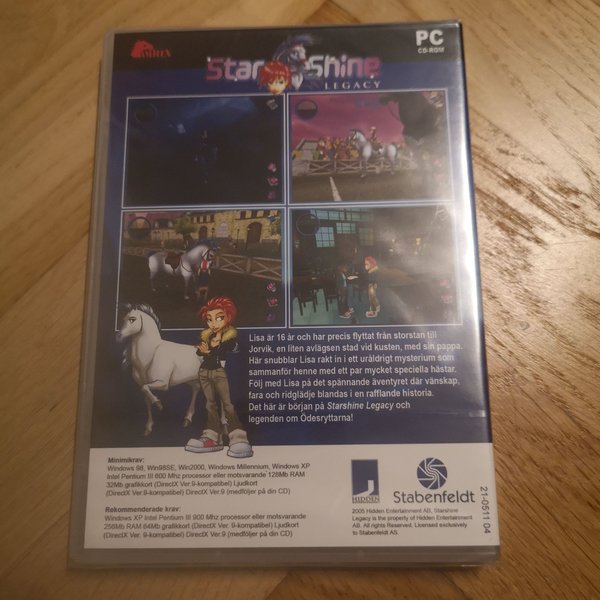 PC
CD-ROM
Star Shine
LEGACY
Lisa är 16 år och har precis flyttat från storstan till
Jorvik, en liten avlägsen stad vid kusten, med sin pappa.
Här snubblar Lisa rakt in i ett uråldrigt mysterium som
sammanför henne med ett par mycket speciella hästar.
Följ med Lisa på det spännande äventyret där vänskap,
fara och ridglädje blandas i en rafflande historia.
Det här är början på Starshine Legacy och
legenden om Ödesryttarna!
Minimikrav:
Windows 98, Win98SE, Win2000, Windows Millennium, Windows XP
Intel Pentium III 600 Mhz processor eller motsvarande 128Mb RAM
32Mb grafikkort (DirectX Ver.9-kompatibel) Ljudkort
(DirectX Ver.9-kompatibel) DirectX Ver.9 (medföljer på din CD)
Rekommenderade krav:
Windows XP Intel Pentium III 900 Mhz processor eller motsvarande
256Mb RAM 64Mb grafikkort (DirectX Ver. 9-kompatibel) Ljudkort
(DirectX Ver. 9-kompatibel) DirectX Ver.9 (medföljer på din CD)
HIDDEN
Stabenfeldt
2005 Hidden Entertainment AB, Starshine
Legacy is the property of Hidden Entertainment
AB. All Rights Reserved. Licensed exclusively
to Stabenfeldt AS.
21-0511 04